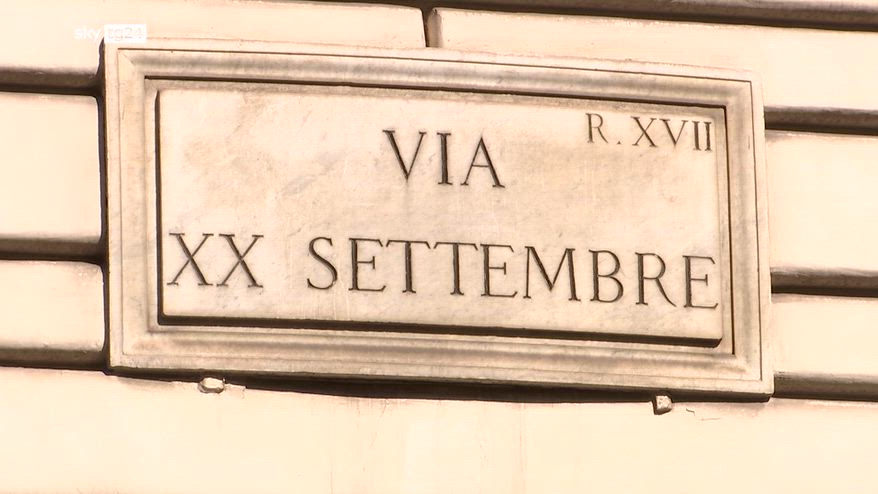 sky tg24
R. XVII
VIA
XX SETTEMBRE